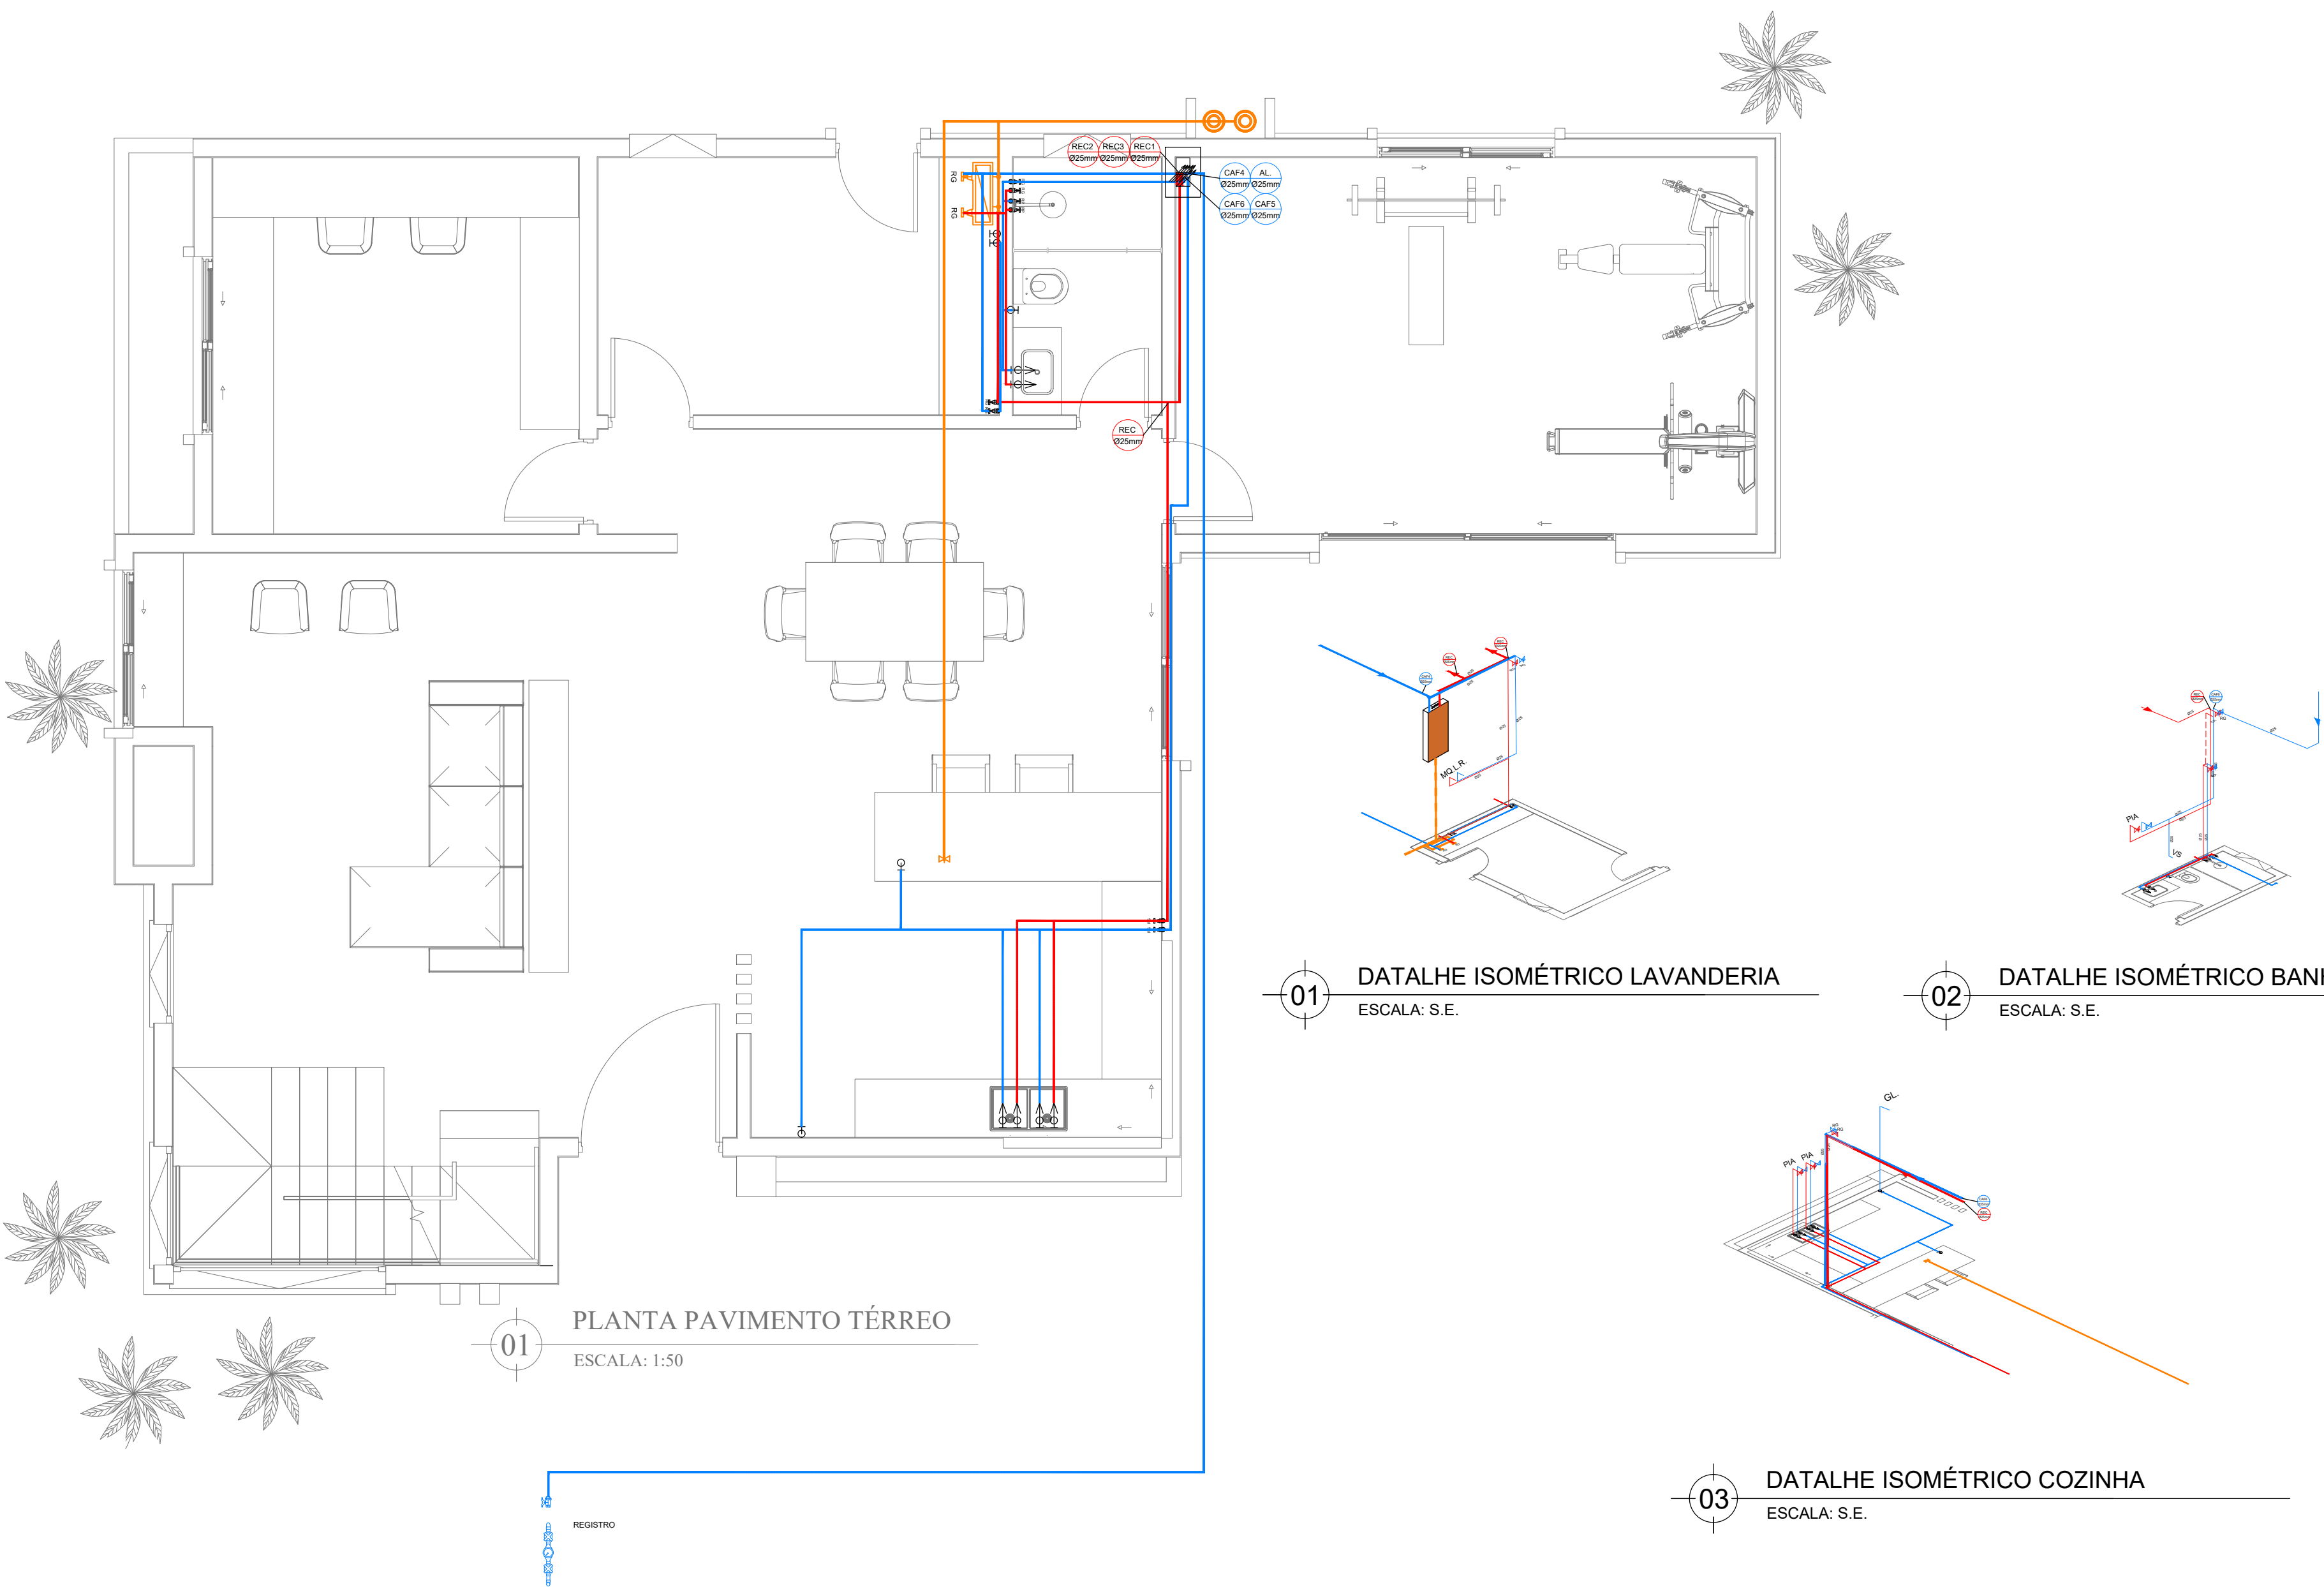 REC2 REC3 REC1
Ø25mm Ø25mm Ø25mm
CAF4 AL.
Ø25mm Ø25mm
CAF6 CAF5
Ø25mm Ø25mm
RG
RG
REC
Ø25mm
MQ.L.R.
01
DATALHE ISOMÉTRICO LAVANDERIA
ESCALA: S.E.
RG
PIA
VS
02
DATALHE ISOMÉTRICO BAN
ESCALA: S.E.
GL.
PIA PIA
03
DATALHE ISOMÉTRICO COZINHA
ESCALA: S.E.
01
PLANTA PAVIMENTO TÉRREO
ESCALA: 1:50
REGISTRO